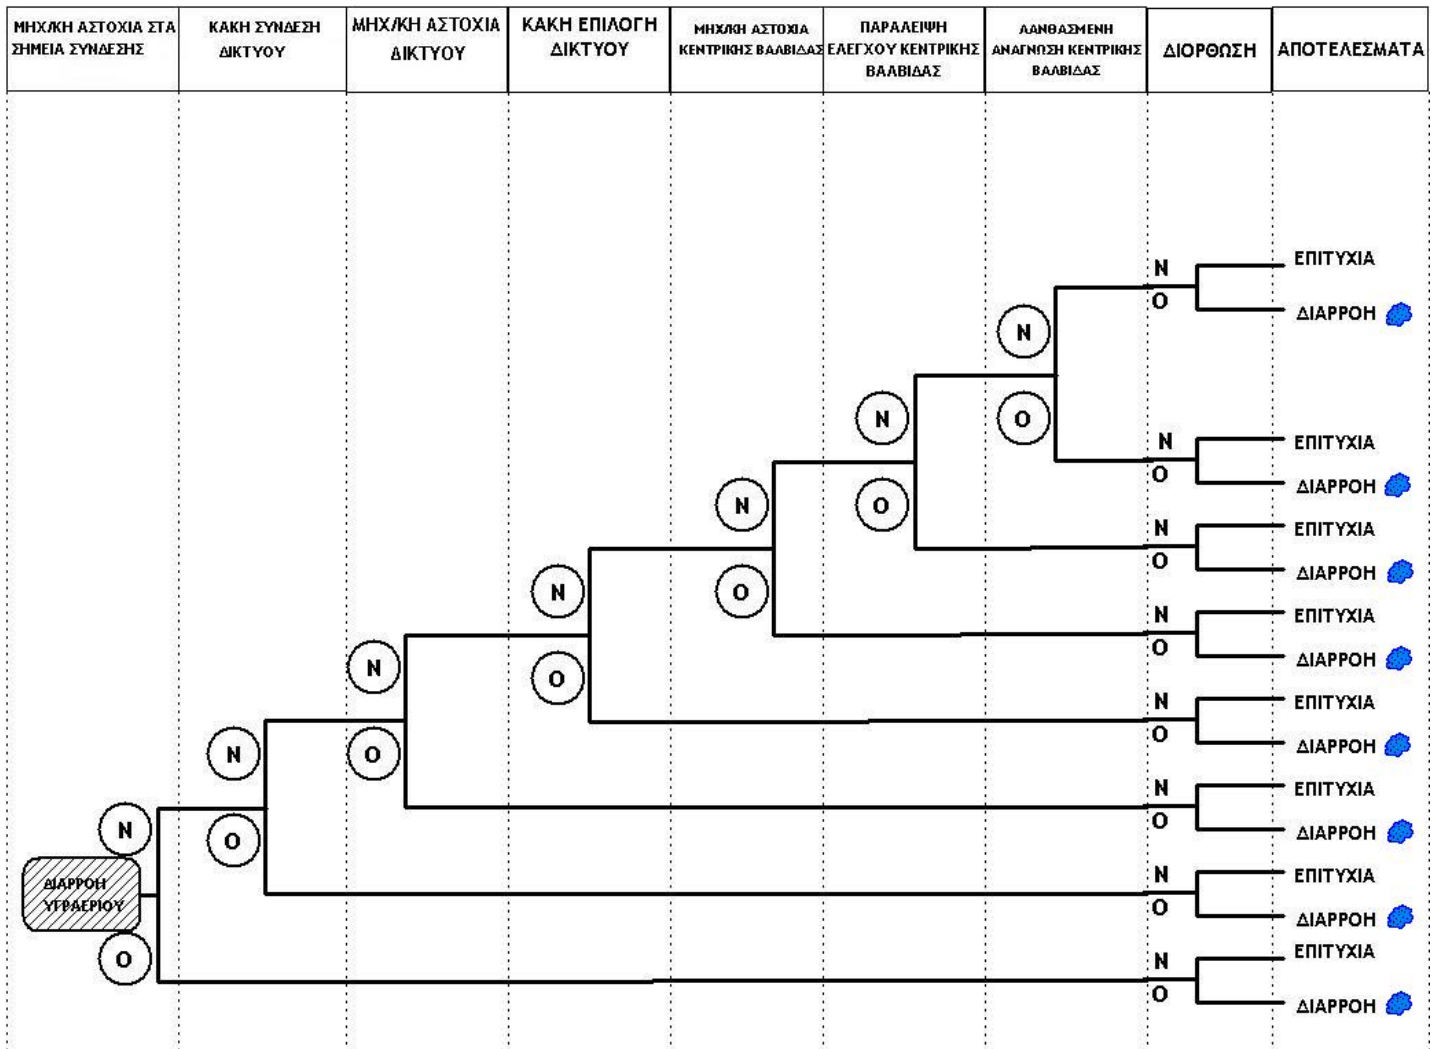 ΜΗΧ/ΚΗ ΑΣΤΟΧΙΑ ΣΤΑ
ΣΗΜΕΙΑ ΣΥΝΔΕΣΗΣ
ΚΑΚΗ ΣΥΝΔΕΣΗ
ΔΙΚΤΥΟΥ
ΜΗΧ/ΚΗ ΑΣΤΟΧΙΑ
ΔΙΚΤΥΟΥ
ΚΑΚΗ ΕΠΙΛΟΓΗ
ΔΙΚΤΥΟΥ
ΜΗΧ/ΚΗ ΑΣΤΟΧΙΑ
ΚΕΝΤΡΙΚΗΣ ΒΑΛΒΙΔΑΣ
ΠΑΡΑΛΕΙΨΗ
ΕΛΕΓΧΟΥ ΚΕΝΤΡΙΚΗΣ
ΒΑΛΒΙΔΑΣ
ΛΑΝΘΑΣΜΕΝΗ
ΑΝΑΓΝΩΣΗ ΚΕΝΤΡΙΚΗΣ
ΒΑΛΒΙΔΑΣ
ΔΙΟΡΘΩΣΗ
ΑΠΟΤΕΛΕΣΜΑΤΑ
Ν
ΕΠΙΤΥΧΙΑ
Ο
ΔΙΑΡΡΟΗ
Ν
Ο
Ν
ΕΠΙΤΥΧΙΑ
Ο
ΔΙΑΡΡΟΗ
Ν
Ο
Ν
ΕΠΙΤΥΧΙΑ
Ο
ΔΙΑΡΡΟΗ
Ν
Ο
Ν
ΕΠΙΤΥΧΙΑ
Ο
ΔΙΑΡΡΟΗ
Ν
Ο
Ν
ΕΠΙΤΥΧΙΑ
Ο
ΔΙΑΡΡΟΗ
Ν
Ο
Ν
ΕΠΙΤΥΧΙΑ
Ο
ΔΙΑΡΡΟΗ
Ν
Ο
Ν
ΕΠΙΤΥΧΙΑ
Ο
ΔΙΑΡΡΟΗ
Ν
ΔΙΑΡΡΟΗ
ΥΓΡΑΕΡΙΟΥ
Ο
Ν
ΕΠΙΤΥΧΙΑ
Ο
ΔΙΑΡΡΟΗ